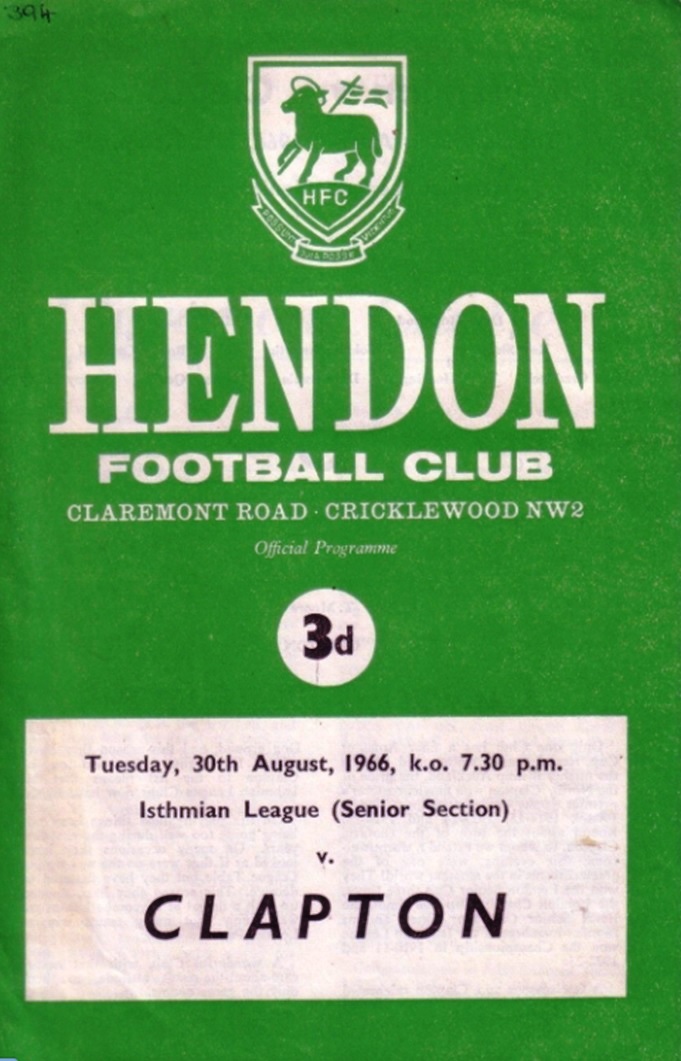 394
HFC
HENDON
FOOTBALL CLUB
CLAREMONT ROAD · CRICKLEWOOD NW2
Official Programme
3d
Tuesday, 30th August, 1966, k.o. 7.30 p.m.
Isthmian League (Senior Section)
v.
CLAPTON